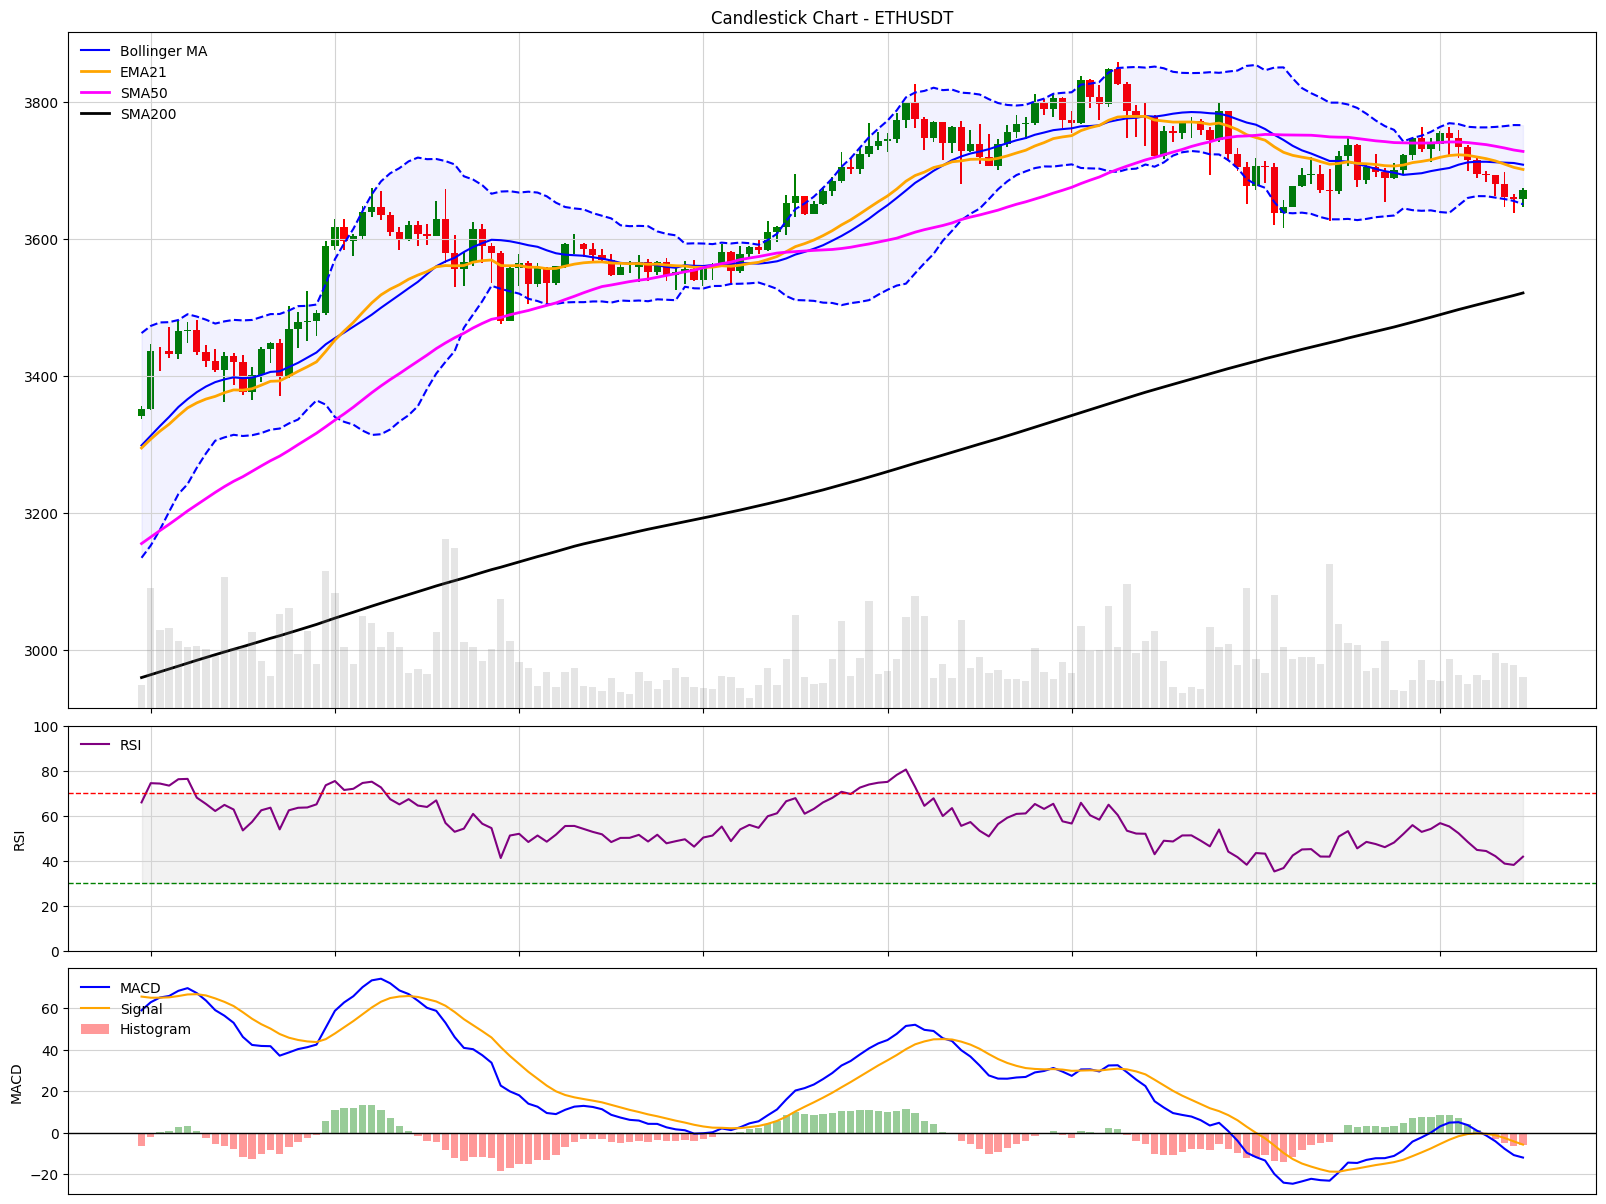 Candlestick Chart - ETHUSDT
Bollinger MA
EMA21
SMA50
SMA200
3800
3600
3400
3200
3000
RSI
100
80
60
40
20
0
RSI
MACD
Signal
Histogram
60
40
20
0
−20
MACD